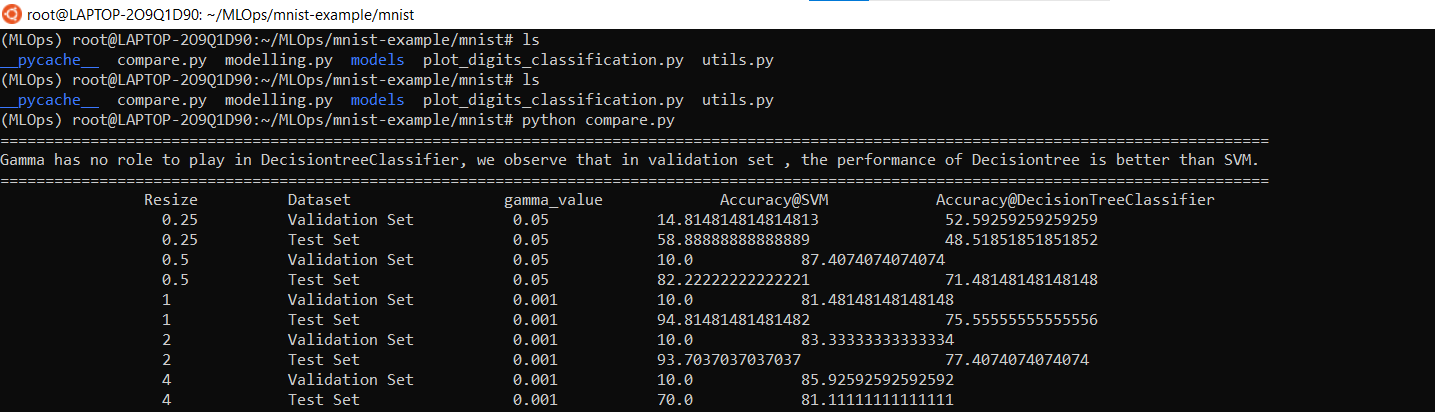 root@LAPTOP-2O9Q1D90: ~/MLOps/mnist-example/mnist
(MLOps) root@LAPTOP-2O9Q1D90:~/MLOps/mnist-example/mnist# ls
__pycache__ compare.py modelling.py models plot_digits_classification.py utils.py
(MLOps) root@LAPTOP-2O9Q1D90:~/MLOps/mnist-example/mnist# ls
__pycache__ compare.py modelling.py models plot_digits_classification.py utils.py
(MLOps) root@LAPTOP-2O9Q1D90:~/MLOps/mnist-example/mnist# python compare.py
=============================================================================================================================================
Gamma has no role to play in DecisiontreeClassifier, we observe that in validation set , the performance of Decisiontree is better than SVM.
=============================================================================================================================================
Resize Dataset gamma_value Accuracy@SVM Accuracy@DecisionTreeClassifier
0.25 Validation Set 0.05 14.814814814814813 52.59259259259259
0.25 Test Set 0.05 58.88888888888889 48.51851851851852
0.5 Validation Set 0.05 10.0 87.4074074074074
0.5 Test Set 0.05 82.22222222222221 71.48148148148148
1 Validation Set 0.001 10.0 81.48148148148148
1 Test Set 0.001 94.81481481481482 75.55555555555556
2 Validation Set 0.001 10.0 83.33333333333334
2 Test Set 0.001 93.7037037037037 77.4074074074074
4 Validation Set 0.001 10.0 85.92592592592592
4 Test Set 0.001 70.0 81.11111111111111